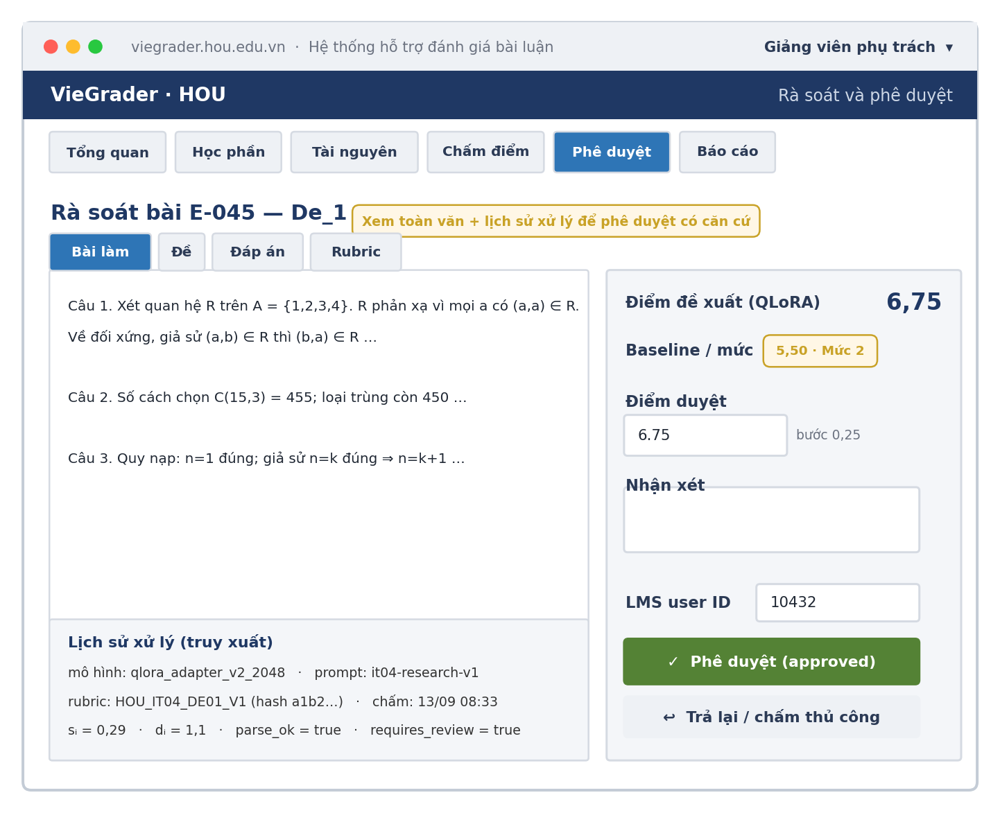 viegrader.hou.edu.vn · Hệ thống hỗ trợ đánh giá bài luận
Giảng viên phụ trách ▾
VieGrader · HOU
Rà soát và phê duyệt
Tổng quan
Học phần
Tài nguyên
Chấm điểm
Phê duyệt
Báo cáo
Rà soát bài E-045 — De_1
Xem toàn văn + lịch sử xử lý để phê duyệt có căn cứ
Bài làm
Đề
Đáp án
Rubric
Câu 1. Xét quan hệ R trên A = {1,2,3,4}. R phản xạ vì mọi a có (a,a) ∈ R.
Về đối xứng, giả sử (a,b) ∈ R thì (b,a) ∈ R …
Câu 2. Số cách chọn C(15,3) = 455; loại trùng còn 450 …
Câu 3. Quy nạp: n=1 đúng; giả sử n=k đúng ⇒ n=k+1 …
Lịch sử xử lý (truy xuất)
mô hình: qlora_adapter_v2_2048 · prompt: it04-research-v1
rubric: HOU_IT04_DE01_V1 (hash a1b2…) · chấm: 13/09 08:33
sᵢ = 0,29 · dᵢ = 1,1 · parse_ok = true · requires_review = true
Điểm đề xuất (QLoRA)
6,75
Baseline / mức
5,50 · Mức 2
Điểm duyệt
6.75
bước 0,25
Nhận xét
LMS user ID
10432
✓ Phê duyệt (approved)
↩ Trả lại / chấm thủ công